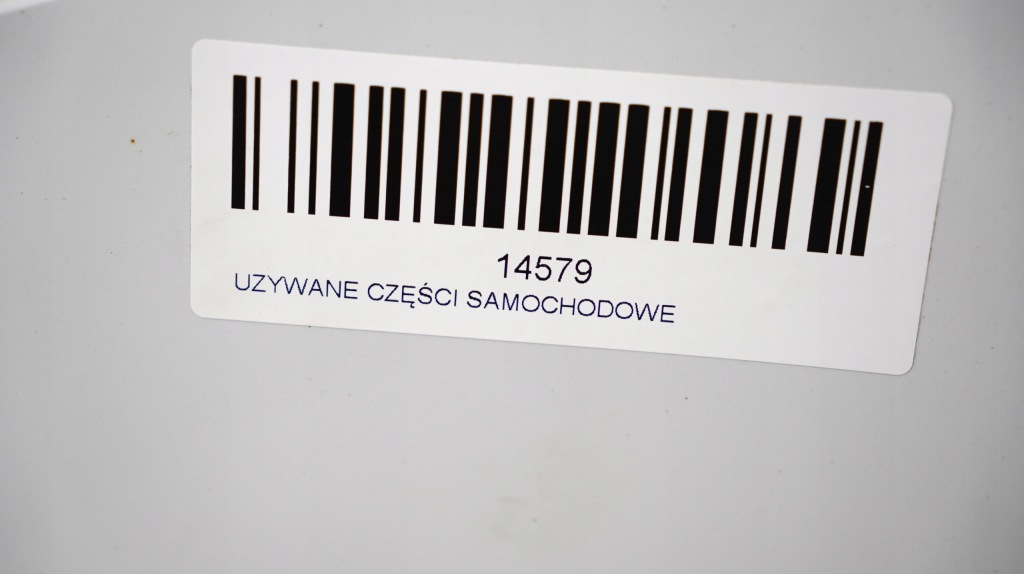 14579
UZYWANE CZĘŚCI SAMOCHODOWE